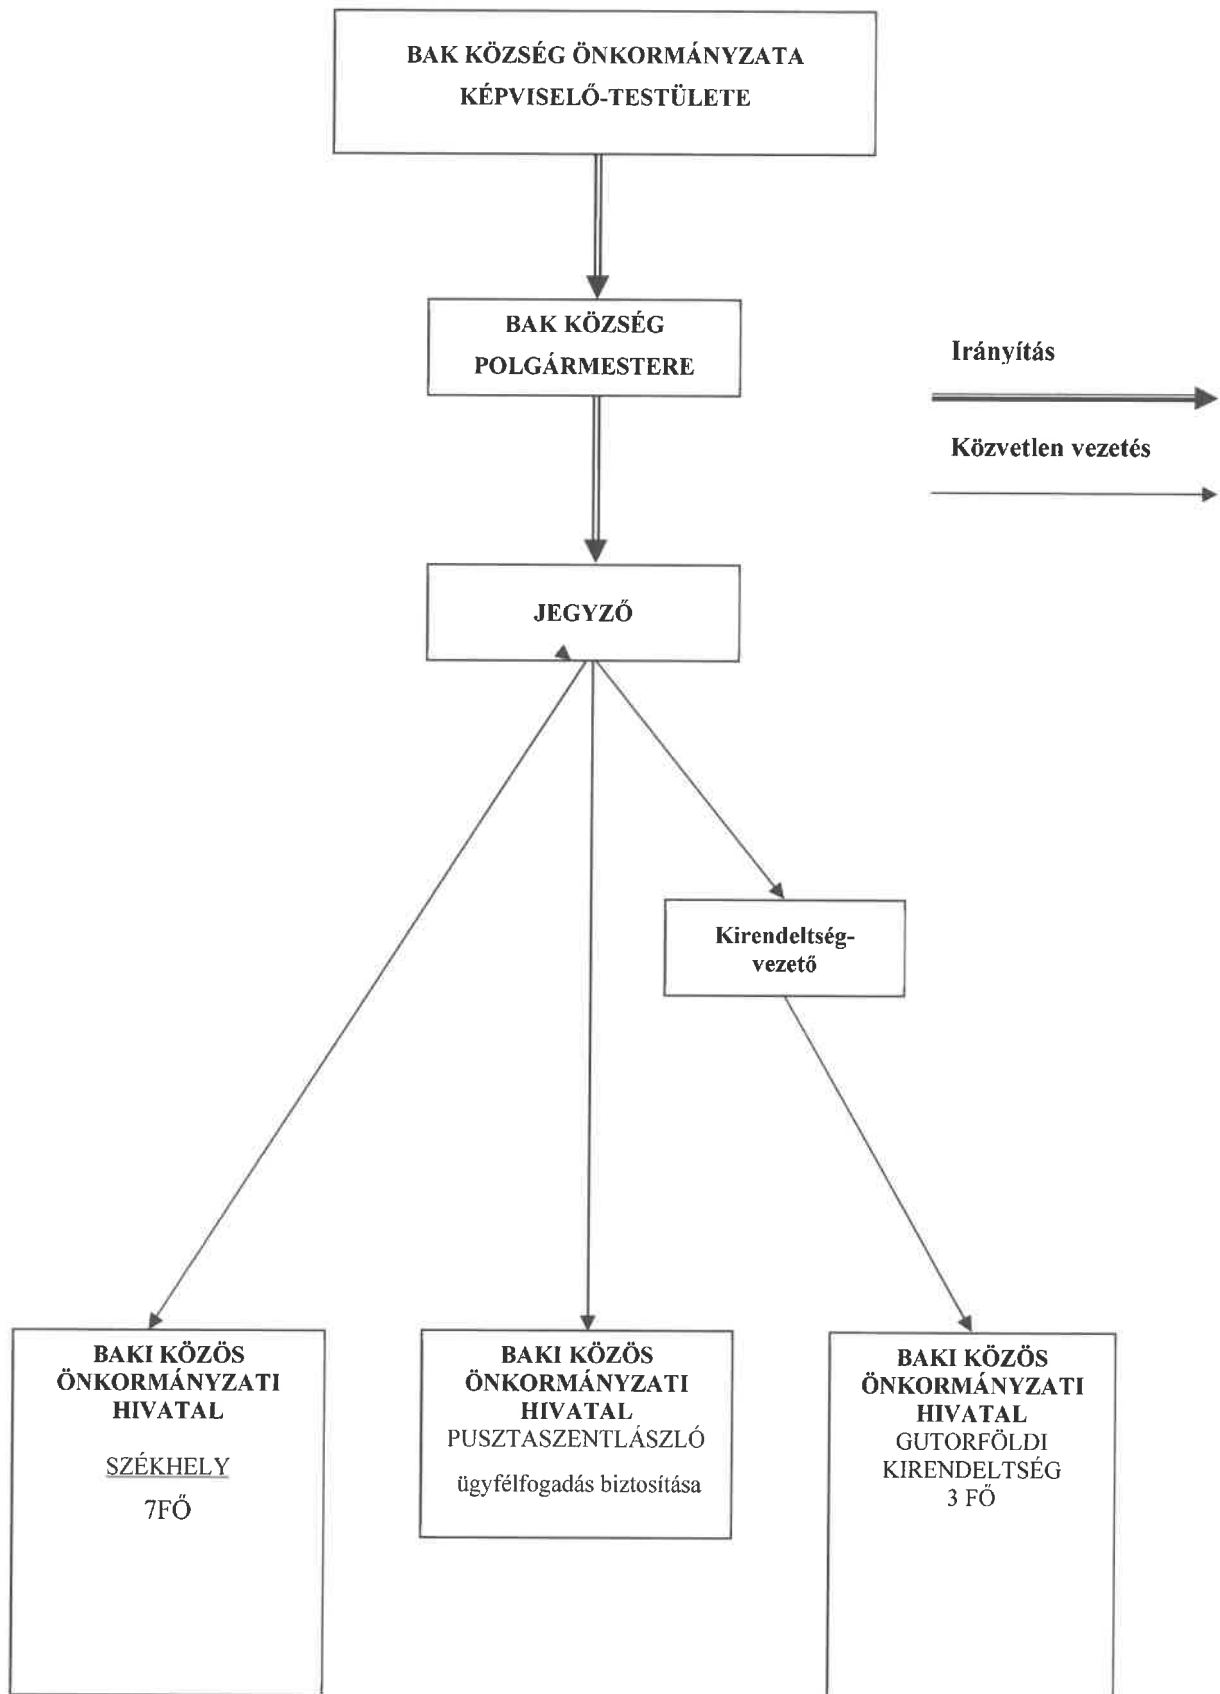 BAK KÖZSÉG ÖNKORMÁNYZATA
KÉPVISELŐ-TESTÜLETE
BAK KÖZSÉG
POLGÁRMESTERE
Irányítás
Közvetlen vezetés
JEGYZŐ
Kirendeltség-
vezető
BAKI KÖZÖS
ÖNKORMÁNYZATI
HIVATAL
SZÉKHELY
7FŐ
BAKI KÖZÖS
ÖNKORMÁNYZATI
HIVATAL
PUSZTASZENTLÁSZLÓ
ügyfélfogadás biztosítása
BAKI KÖZÖS
ÖNKORMÁNYZATI
HIVATAL
GUTORFÖLDI
KIRENDELTSÉG
3 FŐ